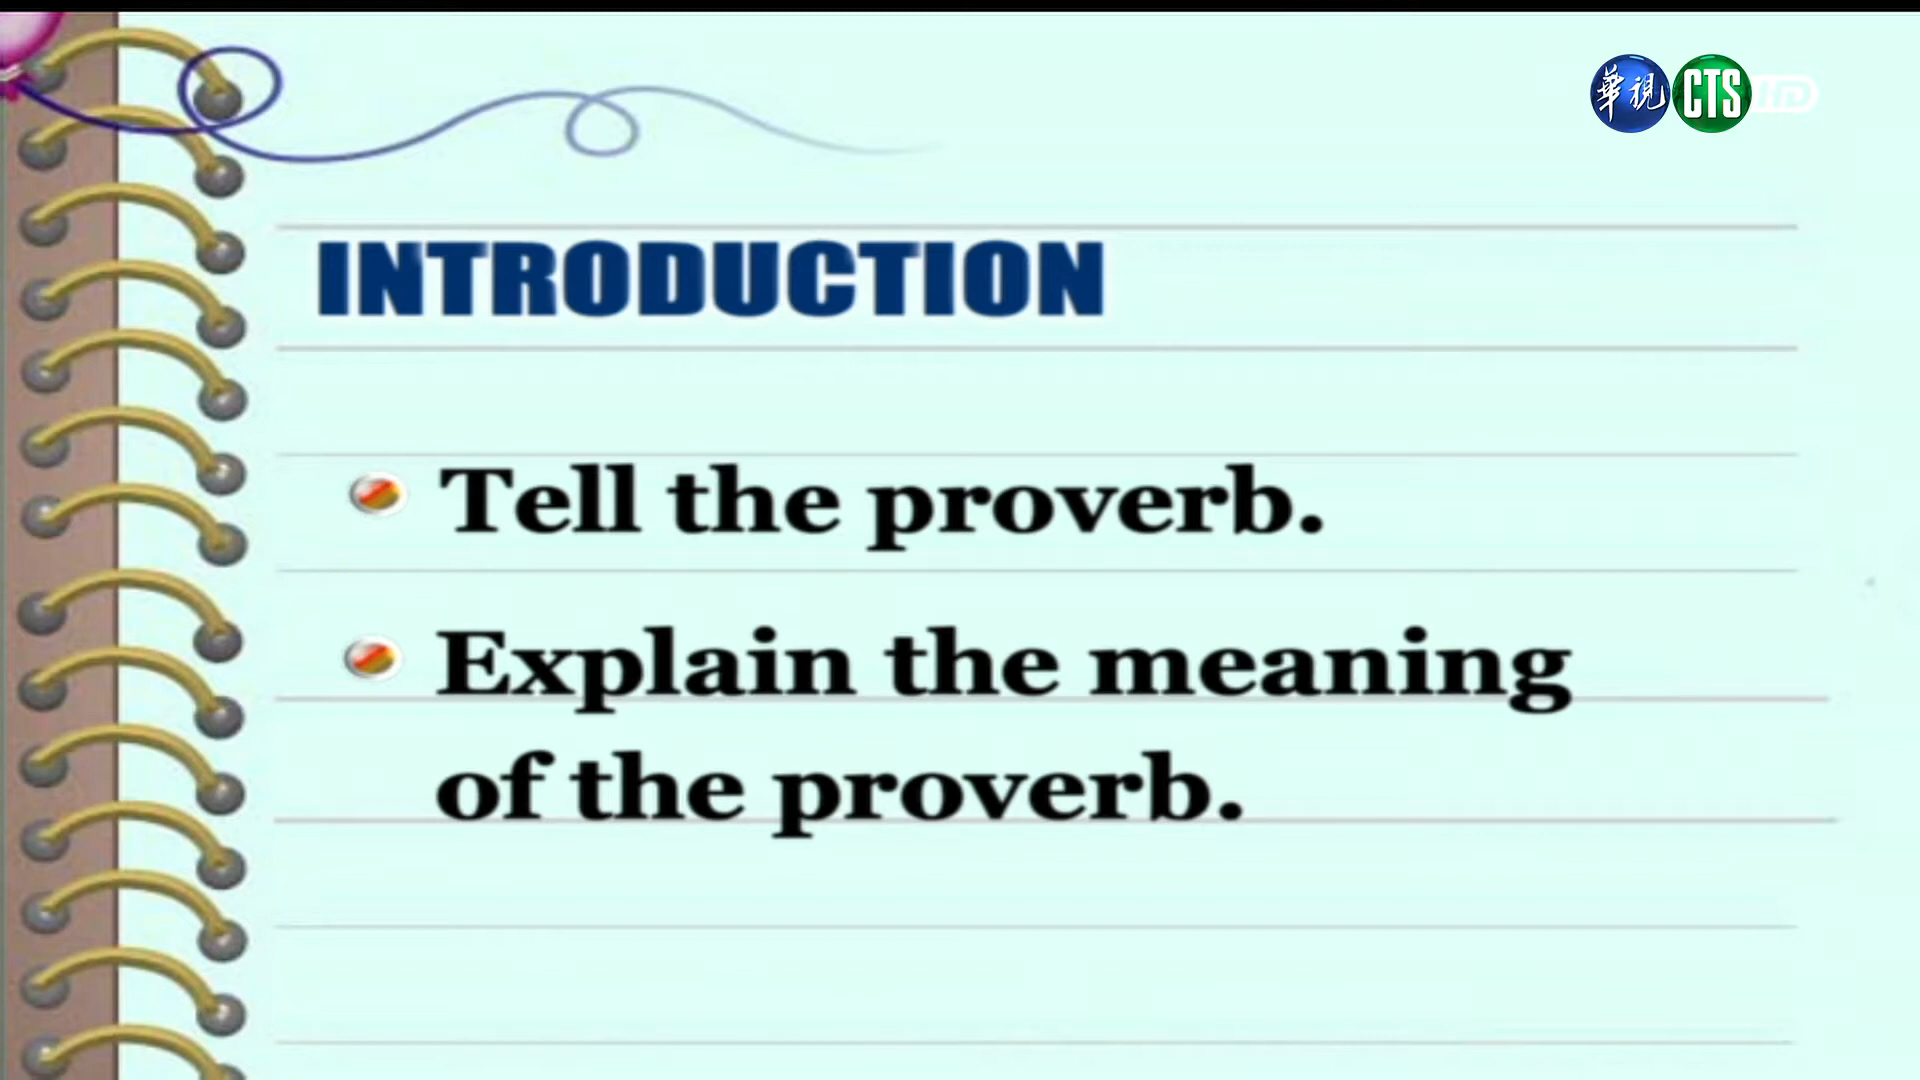 華視 CTS HD
INTRODUCTION
Tell the proverb.
Explain the meaning
of the proverb.